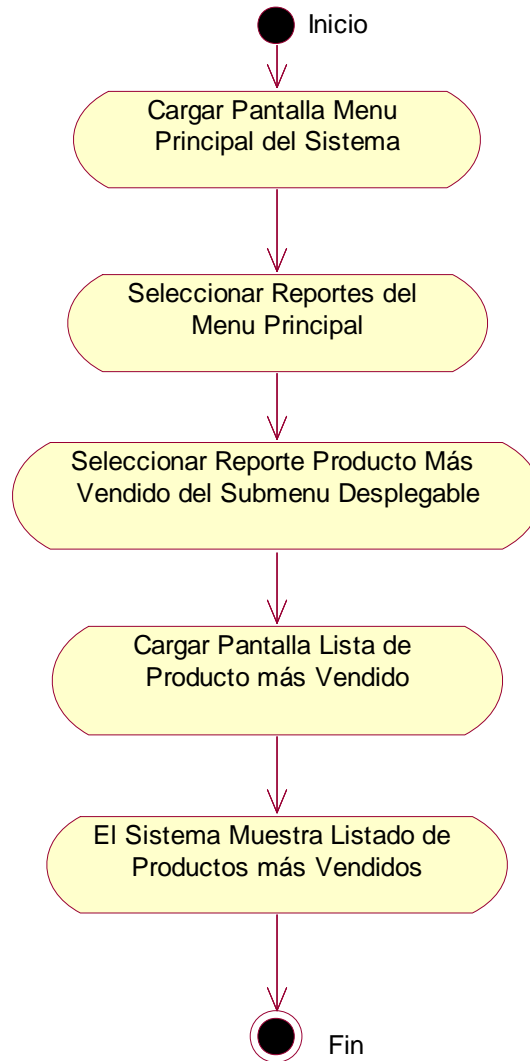 Inicio
Cargar Pantalla Menu
Principal del Sistema
Seleccionar Reportes del
Menu Principal
Seleccionar Reporte Producto Más
Vendido del Submenu Desplegable
Cargar Pantalla Lista de
Producto más Vendido
El Sistema Muestra Listado de
Productos más Vendidos
Fin